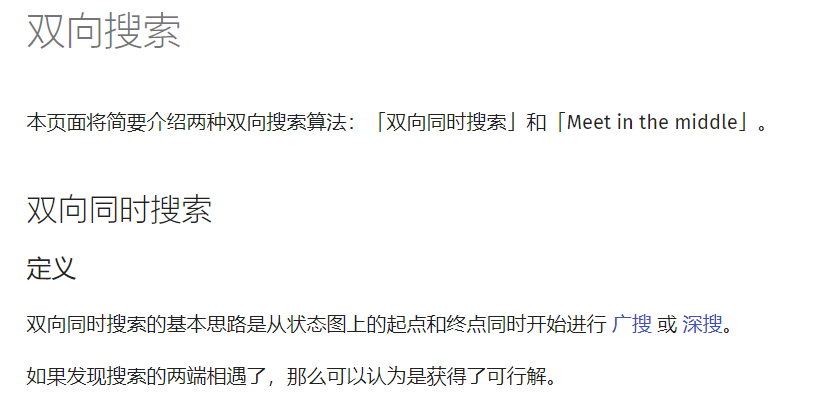 双向搜索
本页面将简要介绍两种双向搜索算法：「双向同时搜索」和「Meet in the middle」。
双向同时搜索
定义
双向同时搜索的基本思路是从状态图上的起点和终点同时开始进行 广搜 或 深搜。
如果发现搜索的两端相遇了，那么可以认为是获得了可行解。